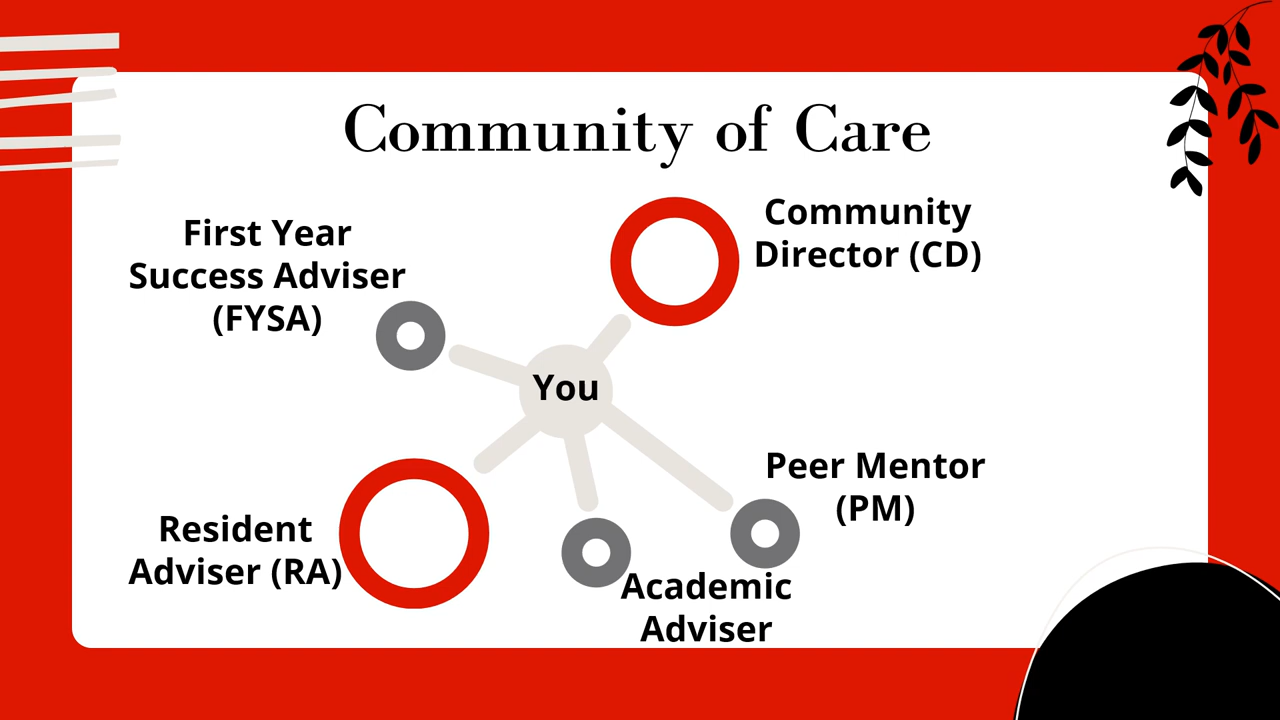 Community of Care
First Year
Success Adviser
(FYSA)
Community
Director (CD)
You
Resident
Adviser (RA)
Peer Mentor
(PM)
Academic
Adviser